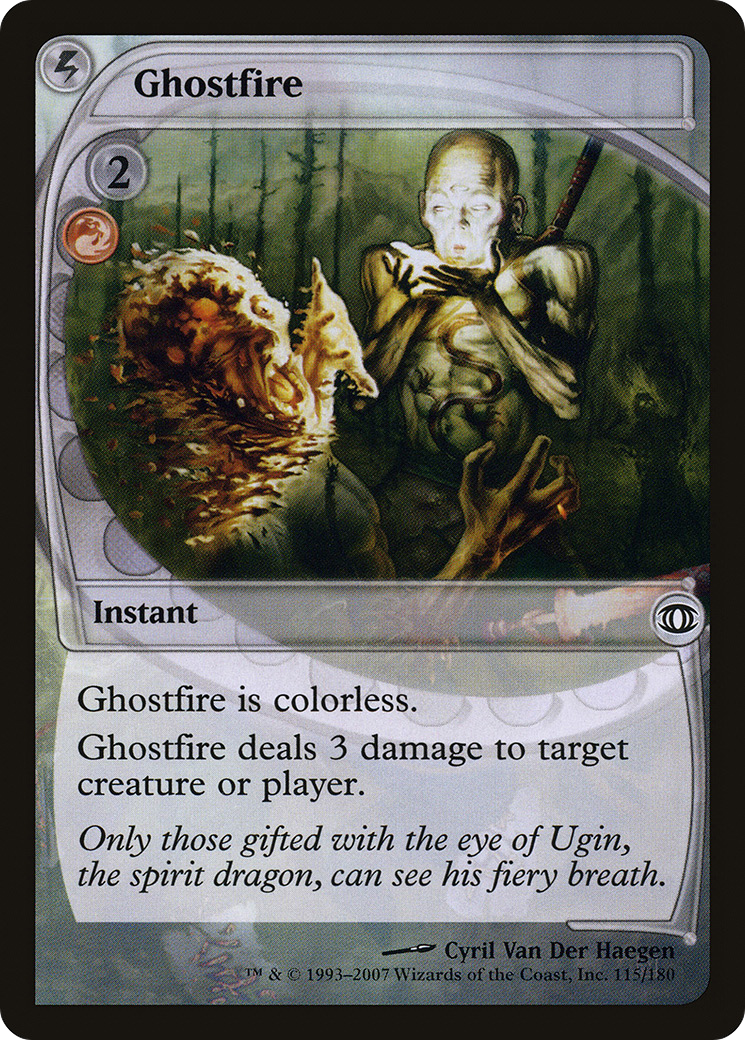 Ghostfire
2
Instant
Ghostfire is colorless.
Ghostfire deals 3 damage to target
creature or player.
Only those gifted with the eye of Ugin,
the spirit dragon, can see his fiery breath.
Cyril Van Der Haegen
™ & © 1993–2007 Wizards of the Coast, Inc. 115/180